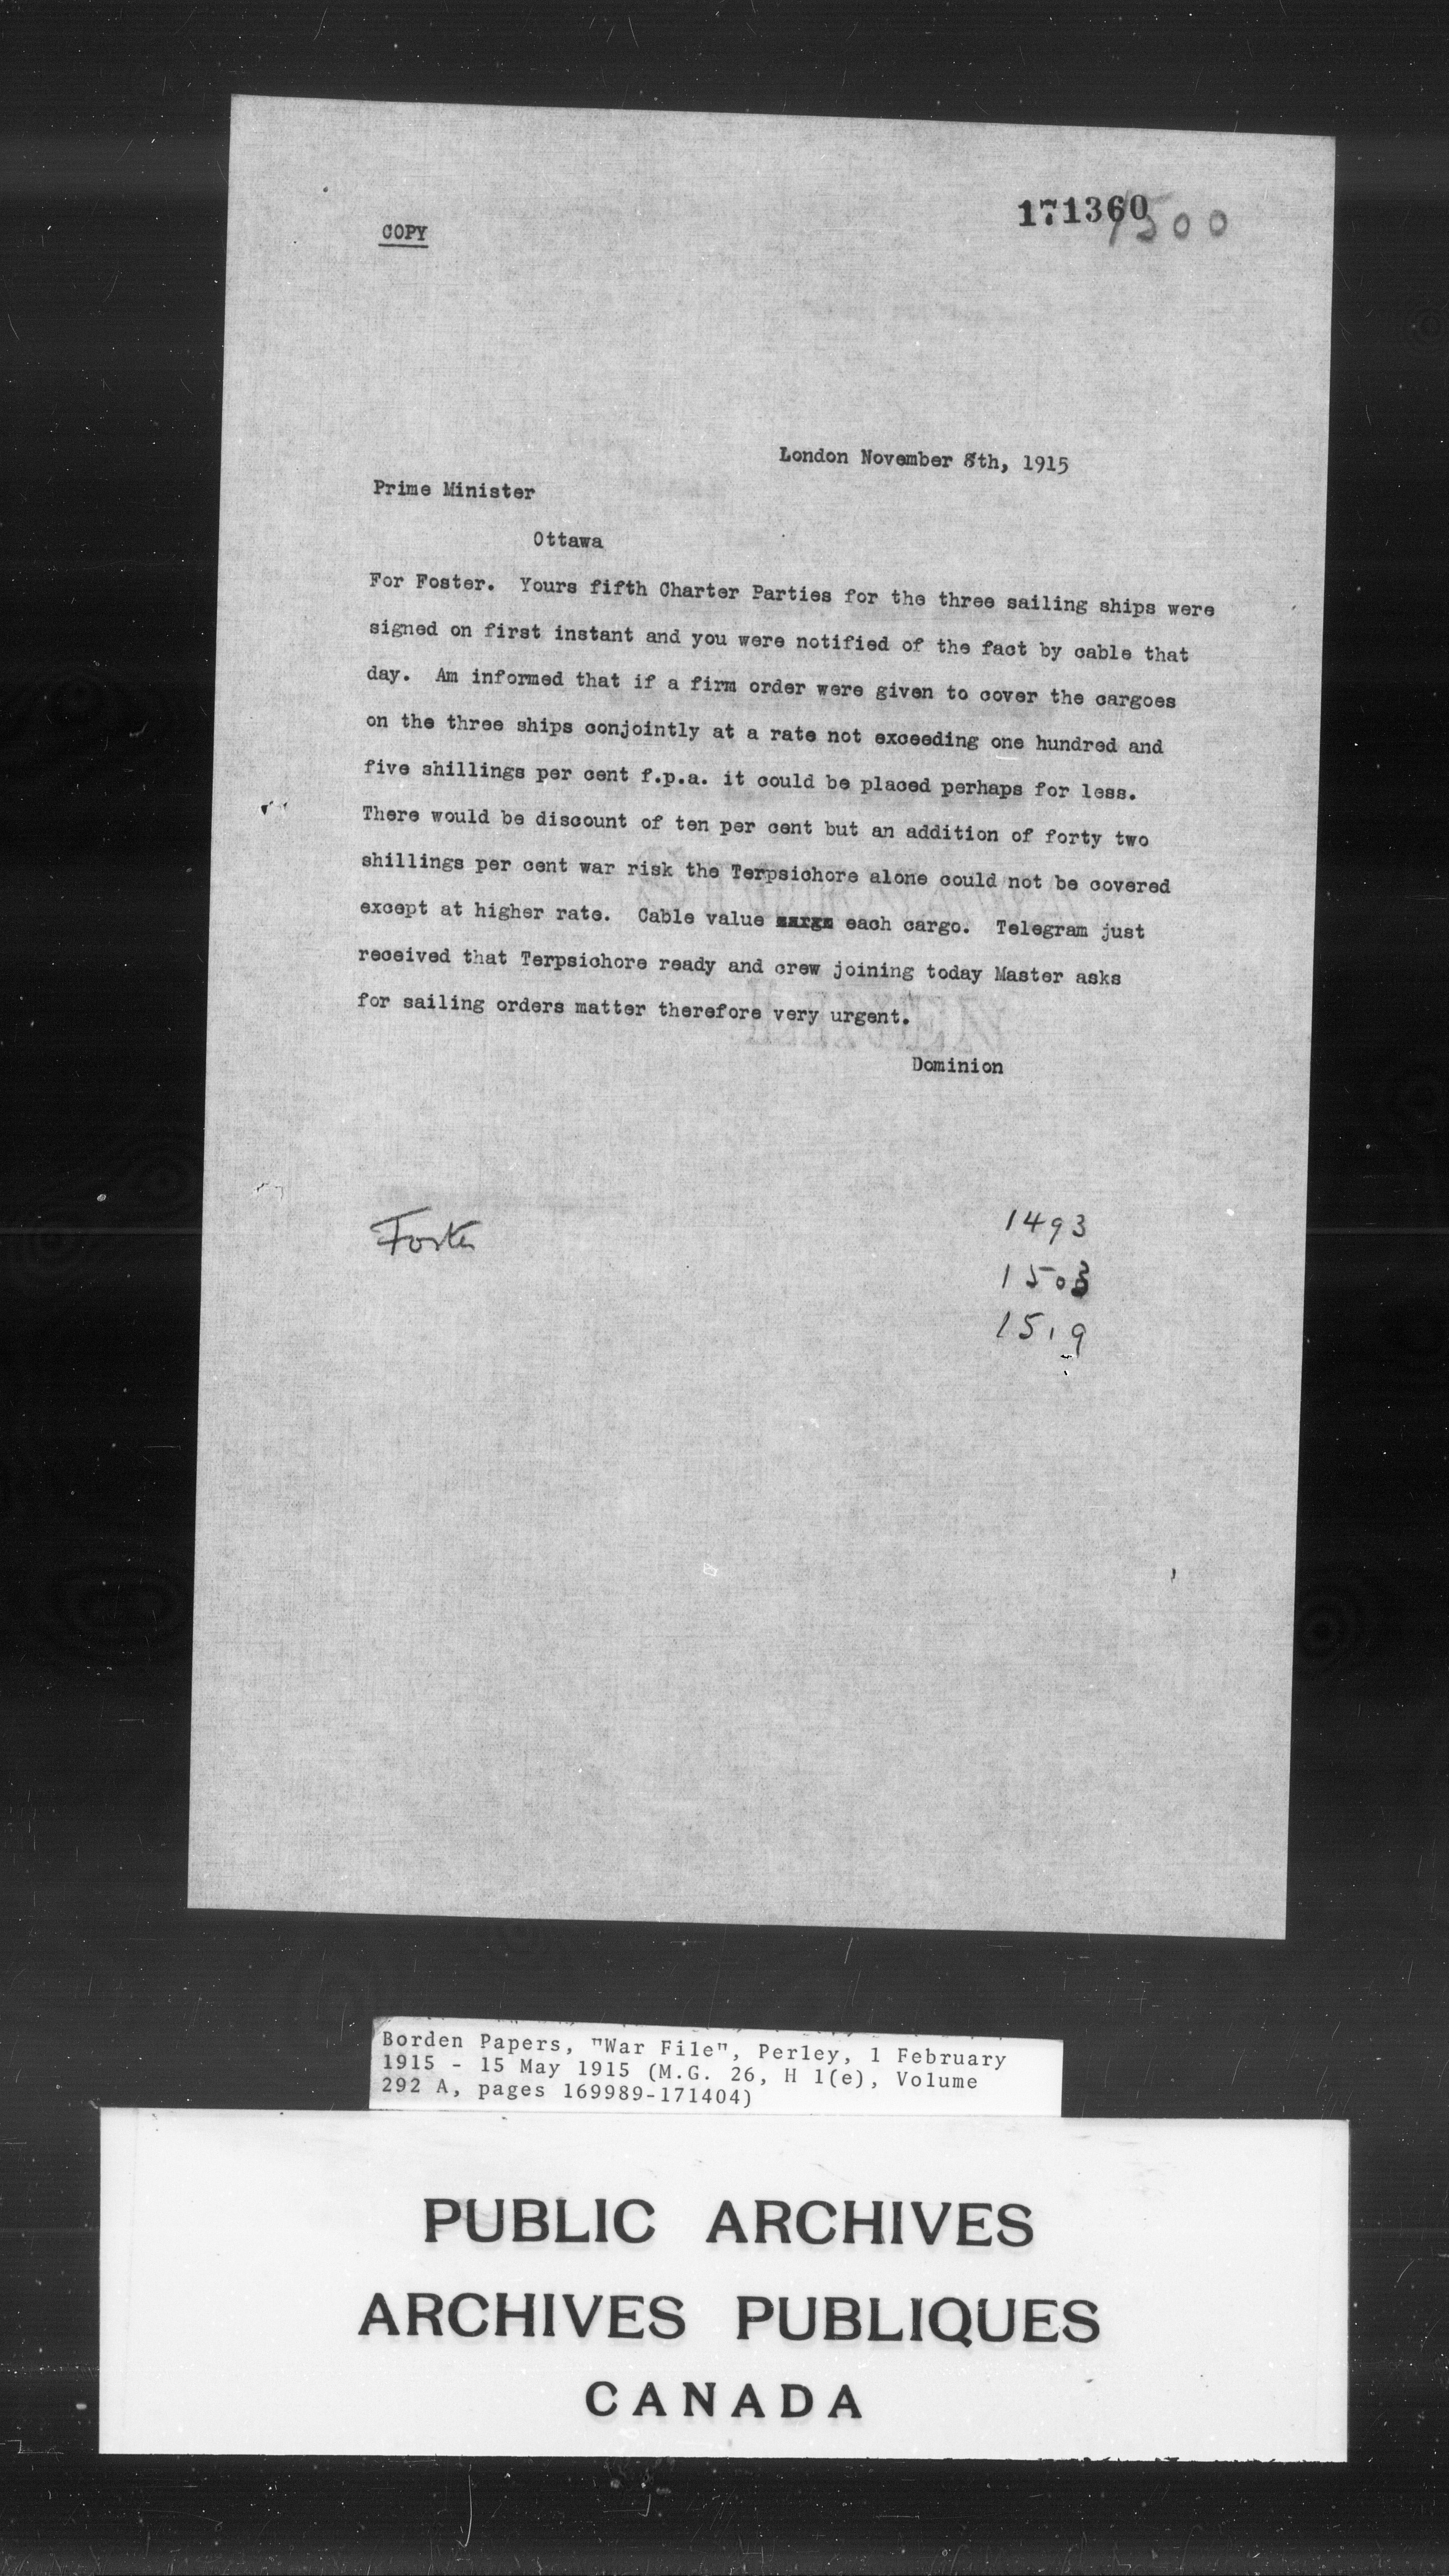 COPY
171360
1500
London November 8th, 1915
Prime Minister
Ottawa
For Foster. Yours fifth Charter Parties for the three sailing ships were
signed on first instant and you were notified of the fact by cable that
day. Am informed that if a firm order were given to cover the cargoes
on the three ships conjointly at a rate not exceeding one hundred and
five shillings per cent f.p.a. it could be placed perhaps for less.
There would be discount of ten per cent but an addition of forty two
shillings per cent war risk the Terpsichore alone could not be covered
except at higher rate. Cable value each cargo. Telegram just
received that Terpsichore ready and crew joining today Master asks
for sailing orders matter therefore very urgent.
Dominion
Foster
1493
1503
1519
Borden Papers, "War File", Perley, 1 February
1915 - 15 May 1915 (M.G. 26, H 1(e), Volume
292 A, pages 169989-171404)
PUBLIC ARCHIVES
ARCHIVES PUBLIQUES
CANADA